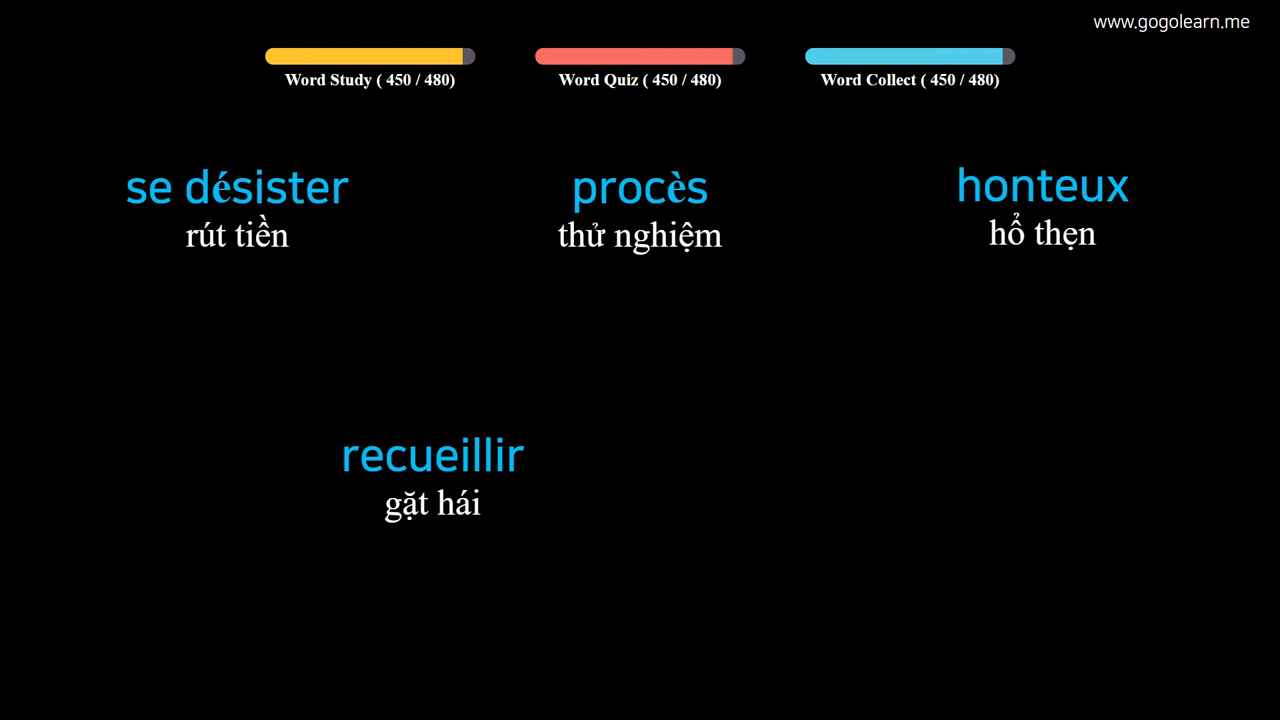 www.gogolearn.me
Word Study ( 450 / 480)
Word Quiz ( 450 / 480)
Word Collect ( 450 / 480)
se désister
rút tiền
procès
thử nghiệm
honteux
hổ thẹn
recueillir
gặt hái